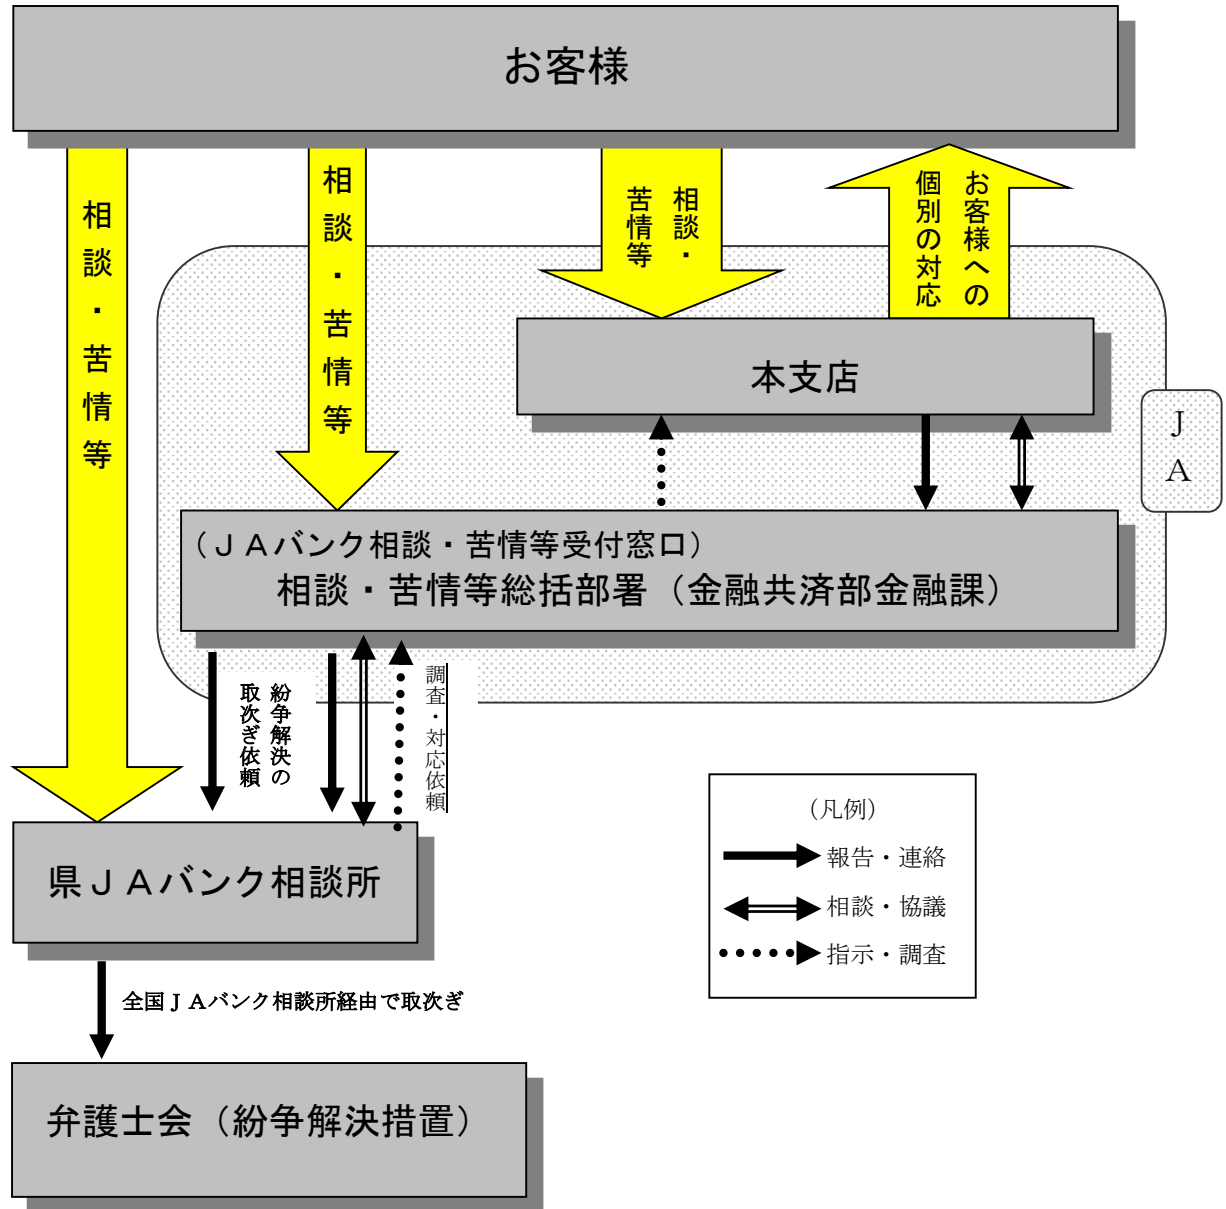 お客様
相談・苦情等
相談・苦情等
相談・
苦情等
お客様への
個別の対応
本支店
JA
（ＪＡバンク相談・苦情等受付窓口）
相談・苦情等総括部署（金融共済部金融課）
紛争解決の
取次ぎ依頼
調査・対応依頼
県ＪＡバンク相談所
（凡例）
報告・連絡
相談・協議
指示・調査
全国ＪＡバンク相談所経由で取次ぎ
弁護士会（紛争解決措置）